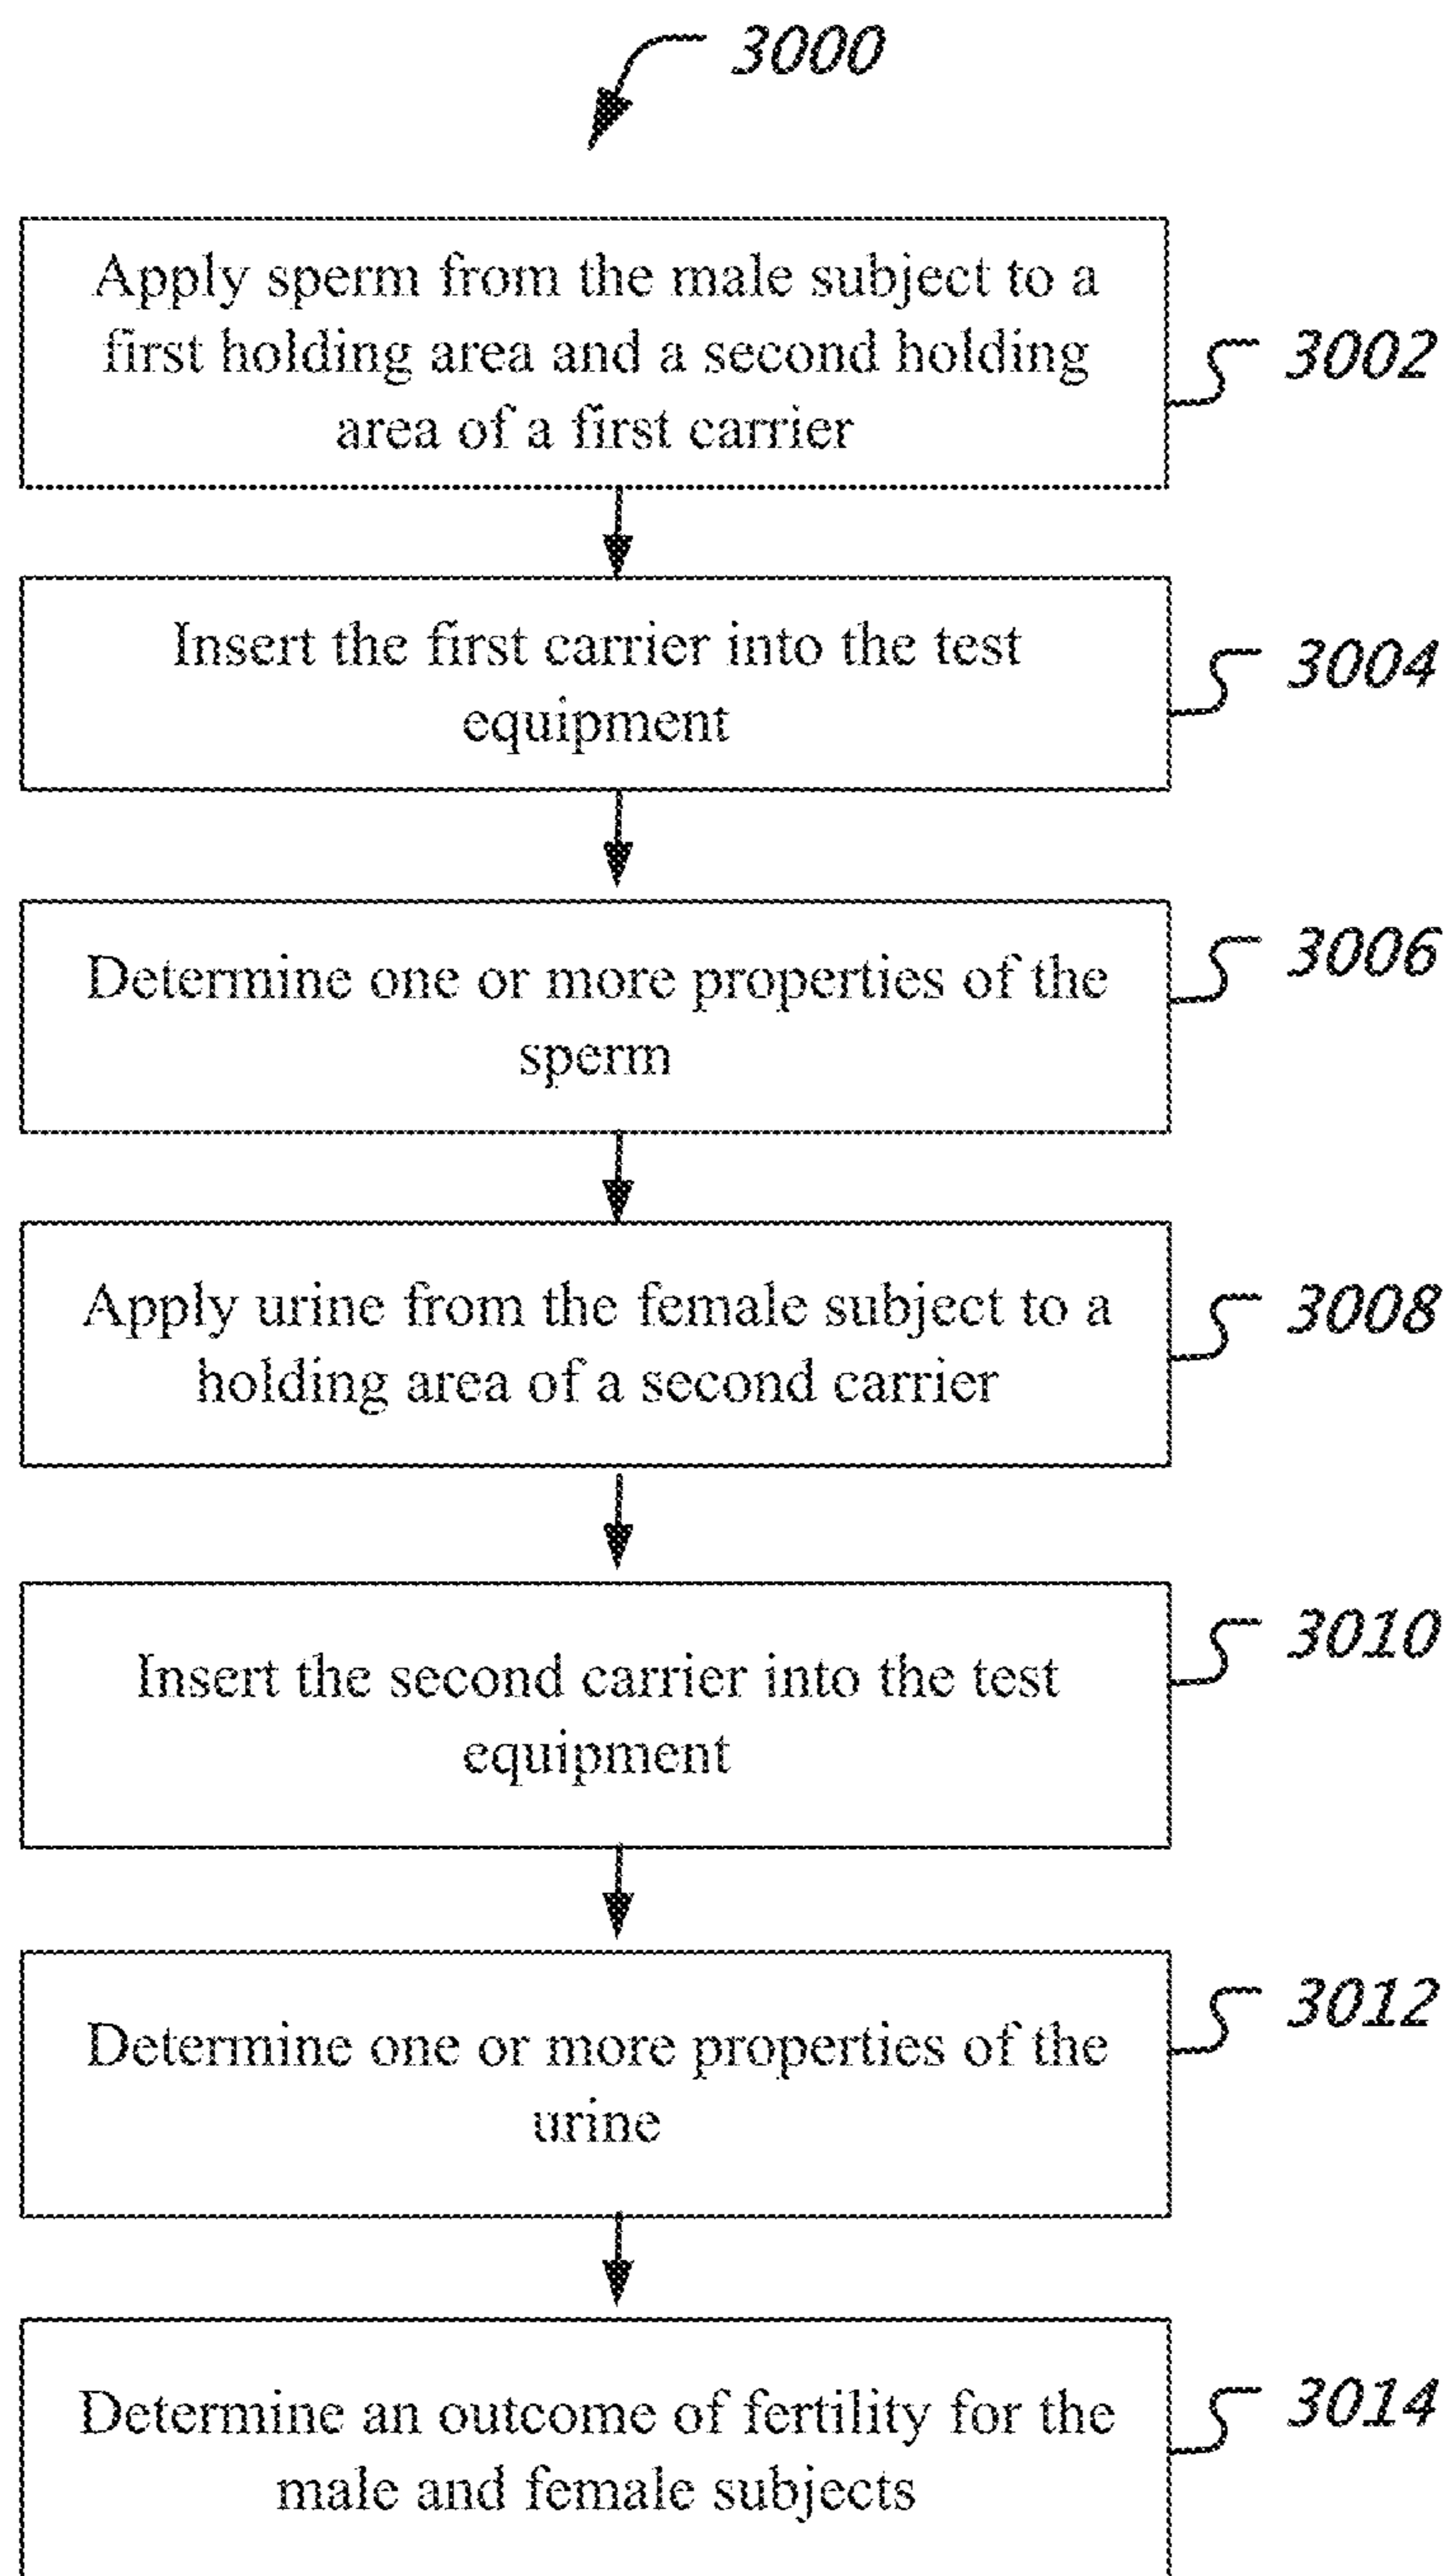 3000
Apply sperm from the male subject to a
first holding area and a second holding
area of a first carrier
3002
Insert the first carrier into the test
equipment
3004
Determine one or more properties of the
sperm
3006
Apply urine from the female subject to a
holding area of a second carrier
3008
Insert the second carrier into the test
equipment
3010
Determine one or more properties of the
urine
3012
Determine an outcome of fertility for the
male and female subjects
3014